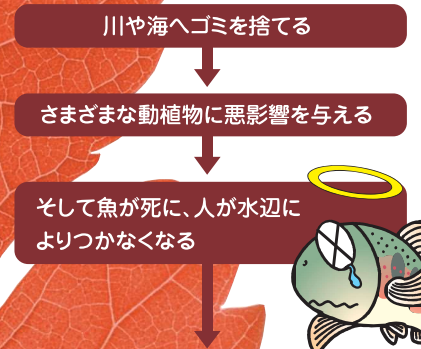 川や海へゴミを捨てる
さまざまな動植物に悪影響を与える
そして魚が死に、人が水辺に
よりつかなくなる